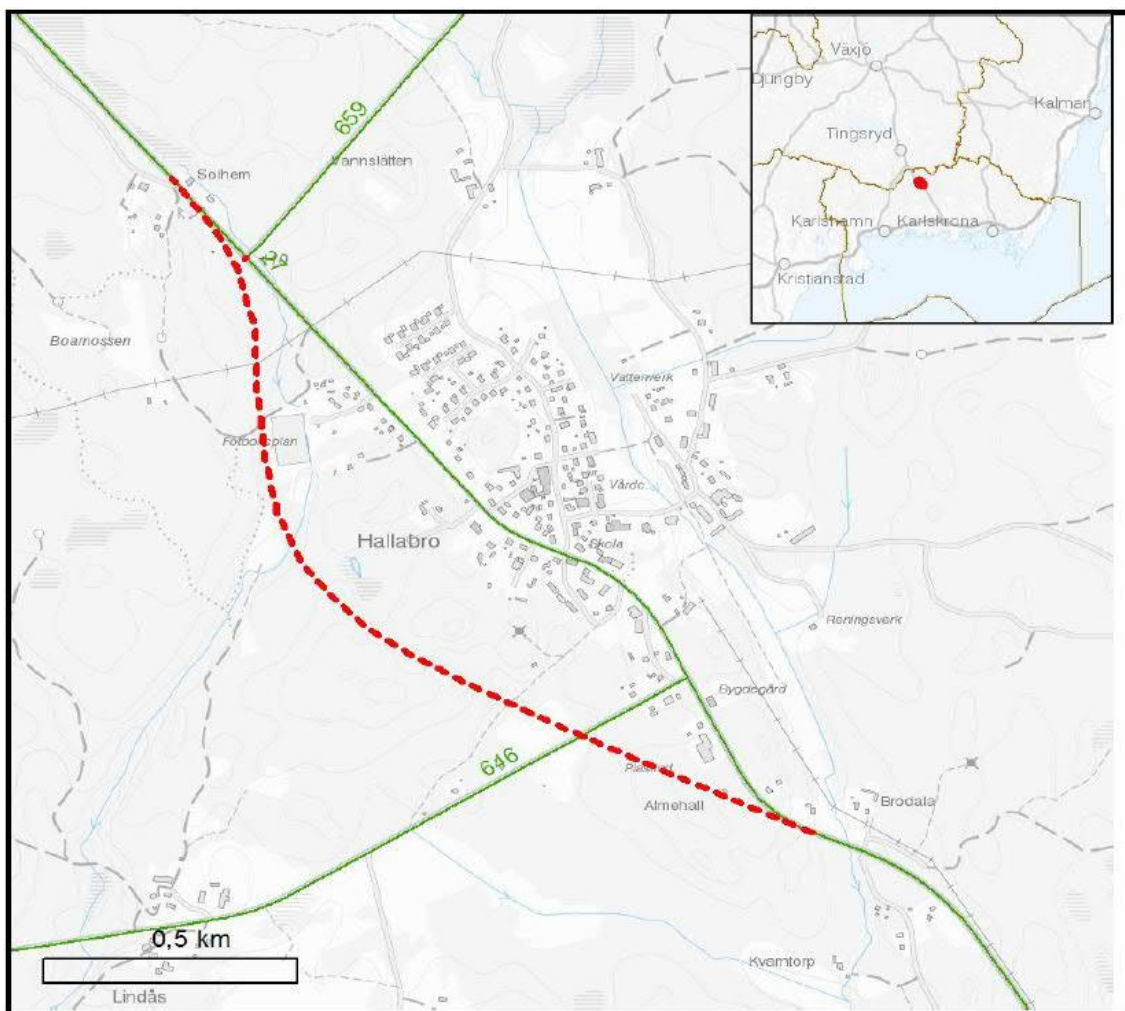 Växjö
Djungby
Kalmar
Tingsryd
Karlshamn
Karlskrona
Kristianstad
659
Vannslätten
Solhem
Boamossen
Vattenverk
Fotbollsplan
Vårdc.
Hallabro
Skola
Reningsverk
Bygdegård
646
Almehall
Brodala
0,5 km
Kvarntorp
Lindås